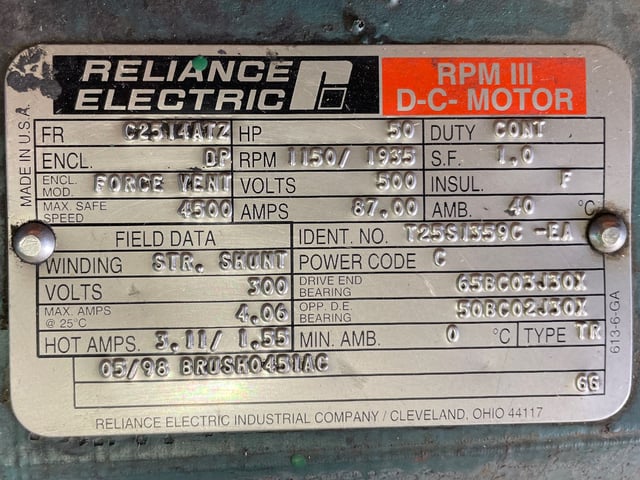 RELIANCE ELECTRIC
RPM III D-C- MOTOR
MADE IN U.S.A.
FR C2514ATZ HP 50 DUTY CONT
ENCL. DP RPM 1150/ 1935 S.F. 1.0
ENCL. MOD. FORCE VENT VOLTS 500 INSUL. F
MAX. SAFE SPEED 4500 AMPS 87.00 AMB. 40 °C
FIELD DATA IDENT. NO. T25S1359C -EA
WINDING STR. SHUNT POWER CODE C
VOLTS 300 DRIVE END BEARING 65BC03J30X
MAX. AMPS @ 25°C 4.06 OPP. D.E. BEARING 50BC02J30X
HOT AMPS. 3.11/ 1.55 MIN. AMB. 0 °C TYPE TR
05/98 BRUSH0451AC
GG
613-6-GA
RELIANCE ELECTRIC INDUSTRIAL COMPANY / CLEVELAND, OHIO 44117